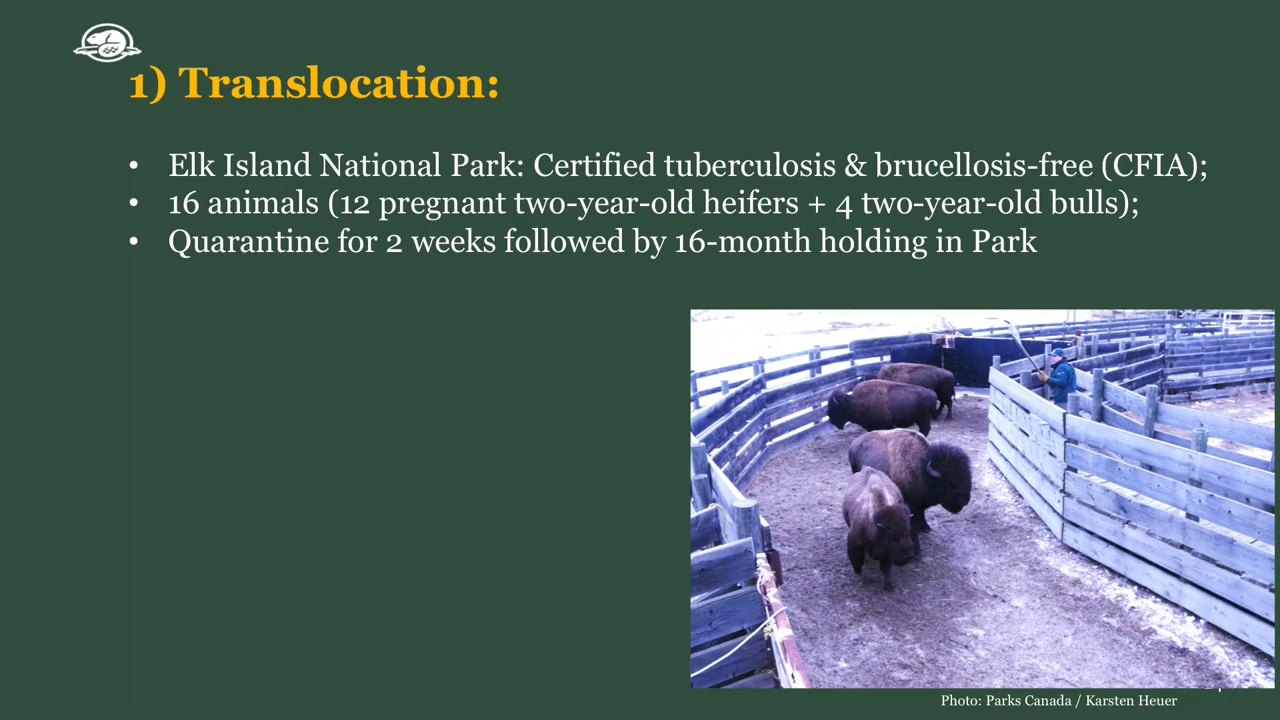 1) Translocation:
• Elk Island National Park: Certified tuberculosis & brucellosis-free (CFIA);
• 16 animals (12 pregnant two-year-old heifers + 4 two-year-old bulls);
• Quarantine for 2 weeks followed by 16-month holding in Park
Photo: Parks Canada / Karsten Heuer